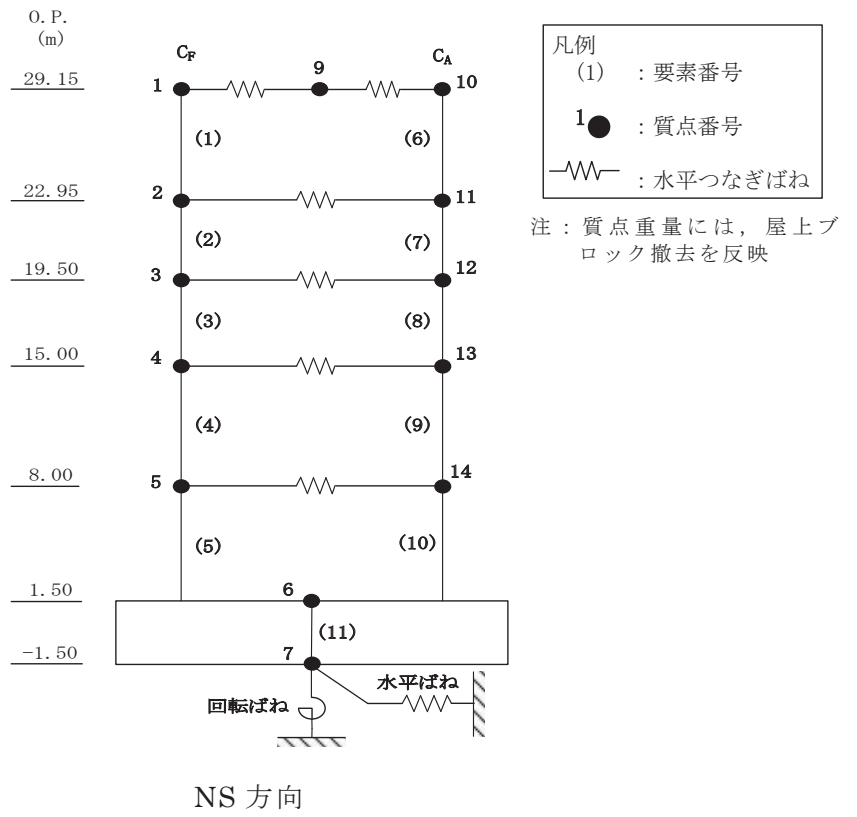 O.P.
(m)
CF
CA
29.15
1
9
10
(1)
(6)
22.95
2
11
(2)
(7)
19.50
3
12
(3)
(8)
15.00
4
13
(4)
(9)
8.00
5
14
(5)
(10)
1.50
6
(11)
-1.50
7
水平ばね
回転ばね
NS 方向
凡例
(1) :要素番号
1 :質点番号
:水平つなぎばね
注:質点重量には,屋上ブ
ロック撤去を反映